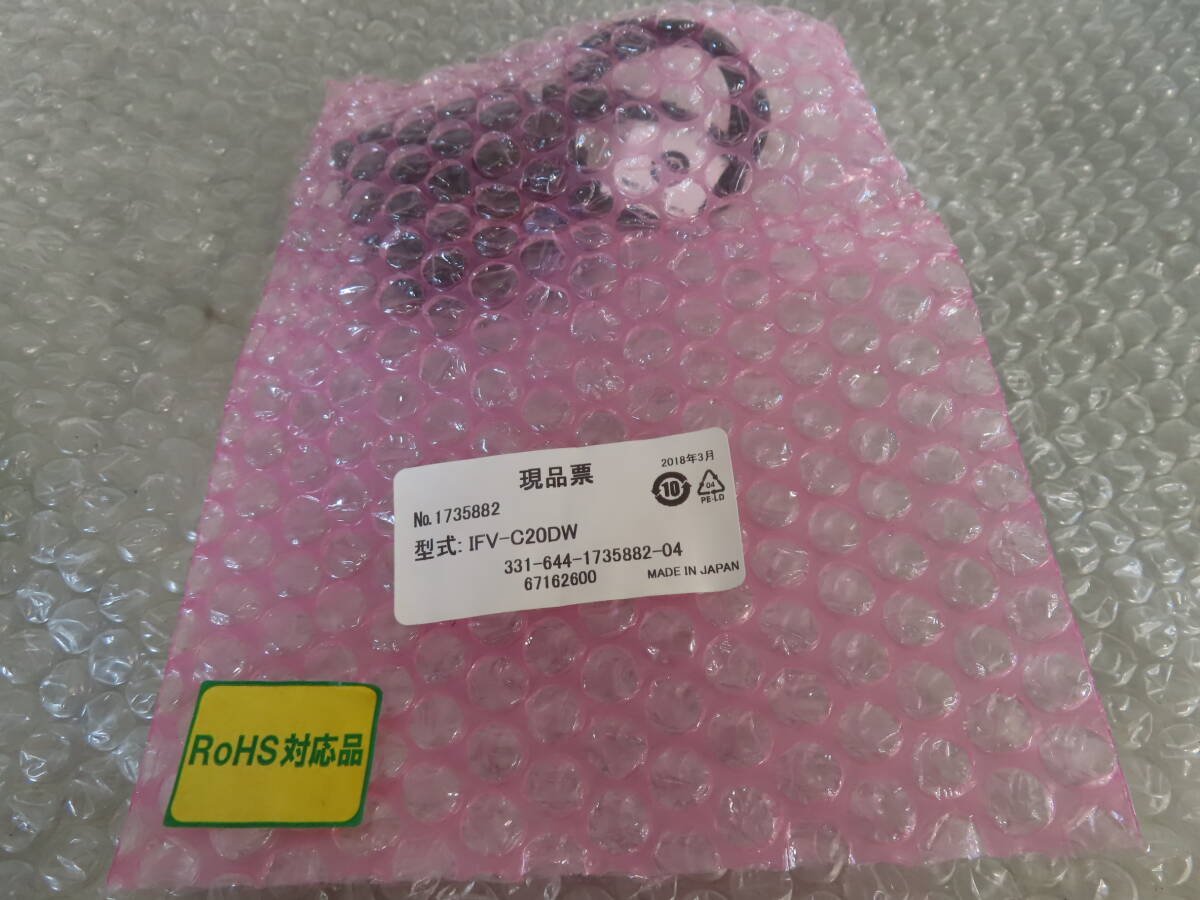 現品票
2018年3月
No.1735882
10
04
PE-LD
型式: IFV-C20DW
331-644-1735882-04
67162600
MADE IN JAPAN
RoHS対応品